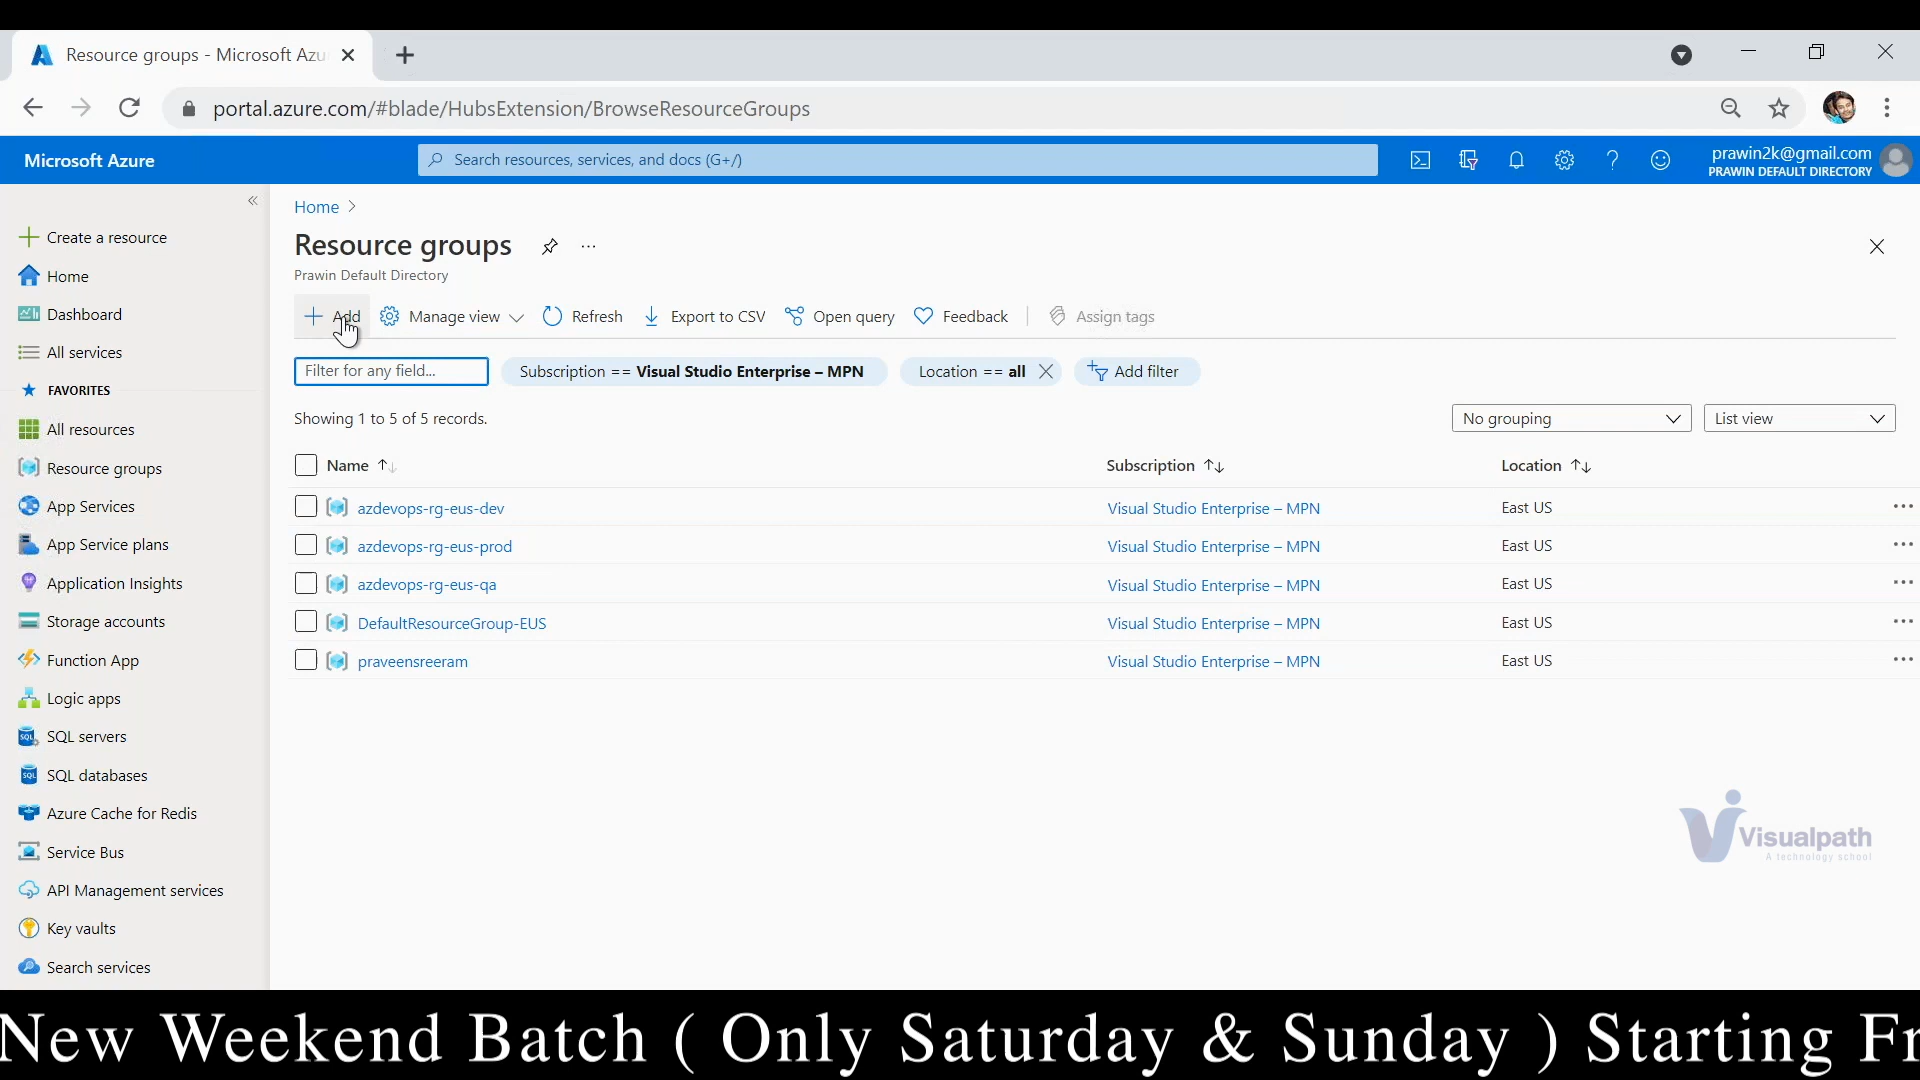 Resource groups - Microsoft Azu
portal.azure.com/#blade/HubsExtension/BrowseResourceGroups
Microsoft Azure
Search resources, services, and docs (G+/)
prawin2k@gmail.com
PRAWIN DEFAULT DIRECTORY
Create a resource
Home
Dashboard
All services
FAVORITES
All resources
Resource groups
App Services
App Service plans
Application Insights
Storage accounts
Function App
Logic apps
SQL servers
SQL databases
Azure Cache for Redis
Service Bus
API Management services
Key vaults
Search services
Home >
Resource groups
Prawin Default Directory
Add Manage view Refresh Export to CSV Open query Feedback Assign tags
Filter for any field... Subscription == Visual Studio Enterprise – MPN Location == all Add filter
Showing 1 to 5 of 5 records. No grouping List view
Name Subscription Location
azdevops-rg-eus-dev Visual Studio Enterprise – MPN East US
azdevops-rg-eus-prod Visual Studio Enterprise – MPN East US
azdevops-rg-eus-qa Visual Studio Enterprise – MPN East US
DefaultResourceGroup-EUS Visual Studio Enterprise – MPN East US
praveensreeram Visual Studio Enterprise – MPN East US
Visualpath
A technology school
New Weekend Batch ( Only Saturday & Sunday ) Starting Fr